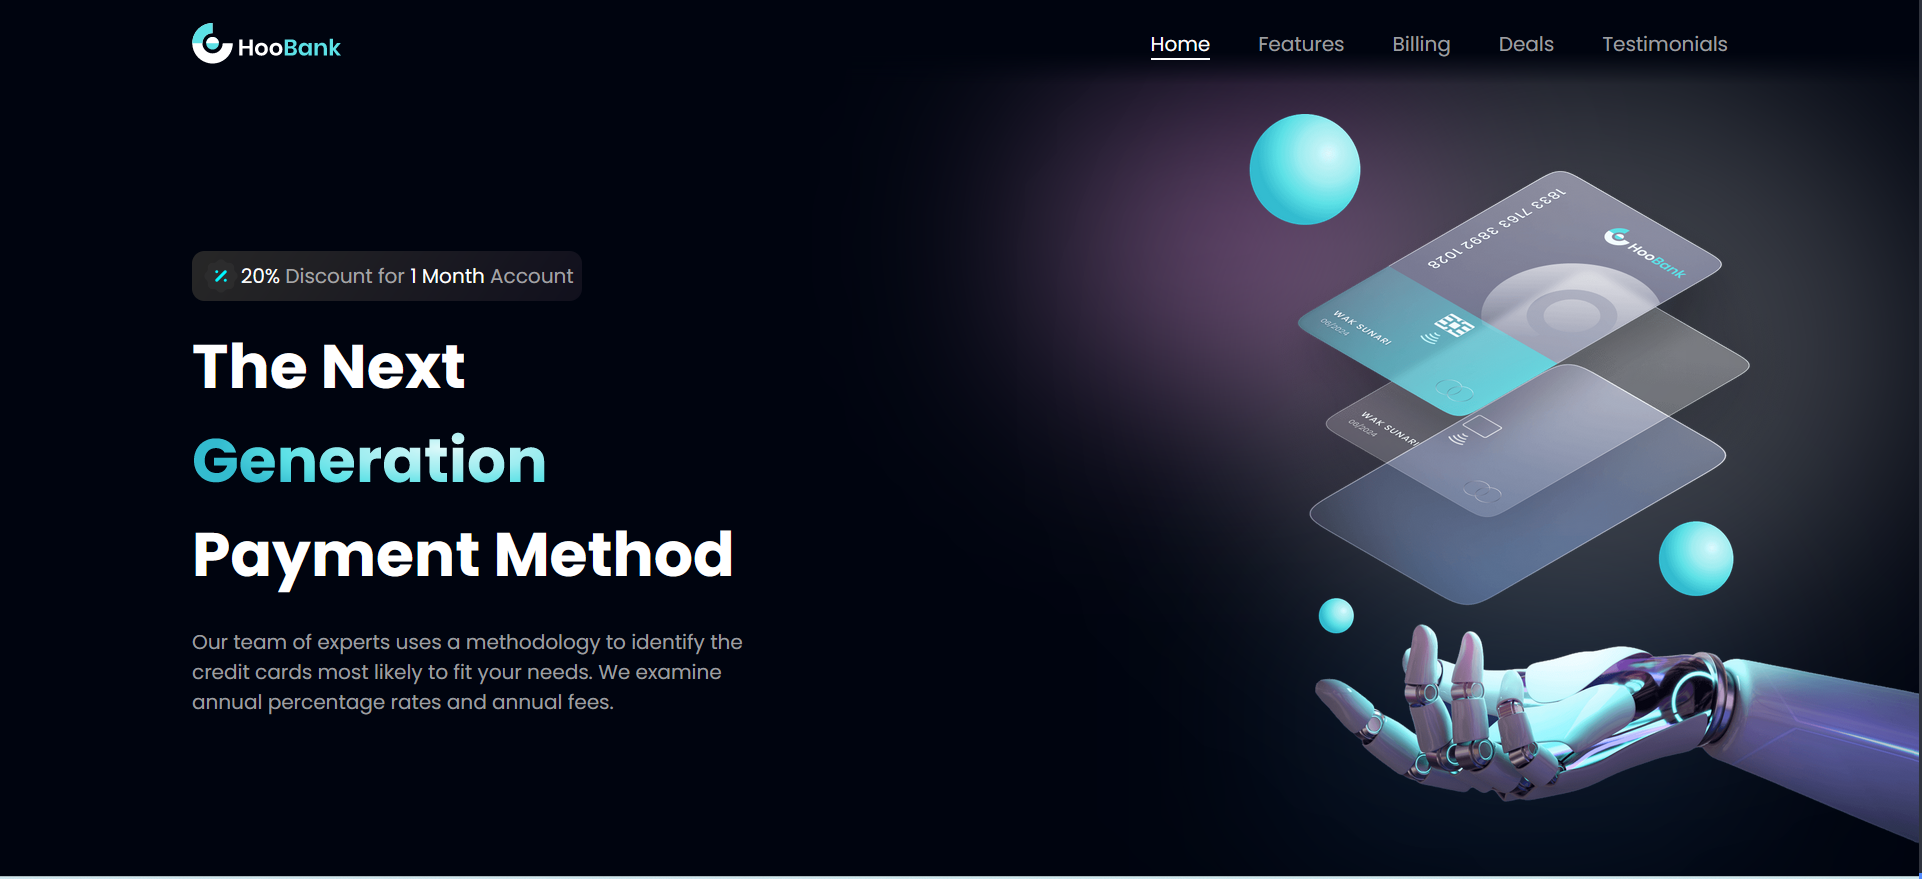 HooBank
Home Features Billing Deals Testimonials
20% Discount for 1 Month Account
The Next
Generation
Payment Method
Our team of experts uses a methodology to identify the
credit cards most likely to fit your needs. We examine
annual percentage rates and annual fees.
1833 7163 3892 1028
HooBank
WAK SUNARI
06/2024
WAK SUNARI
06/2024